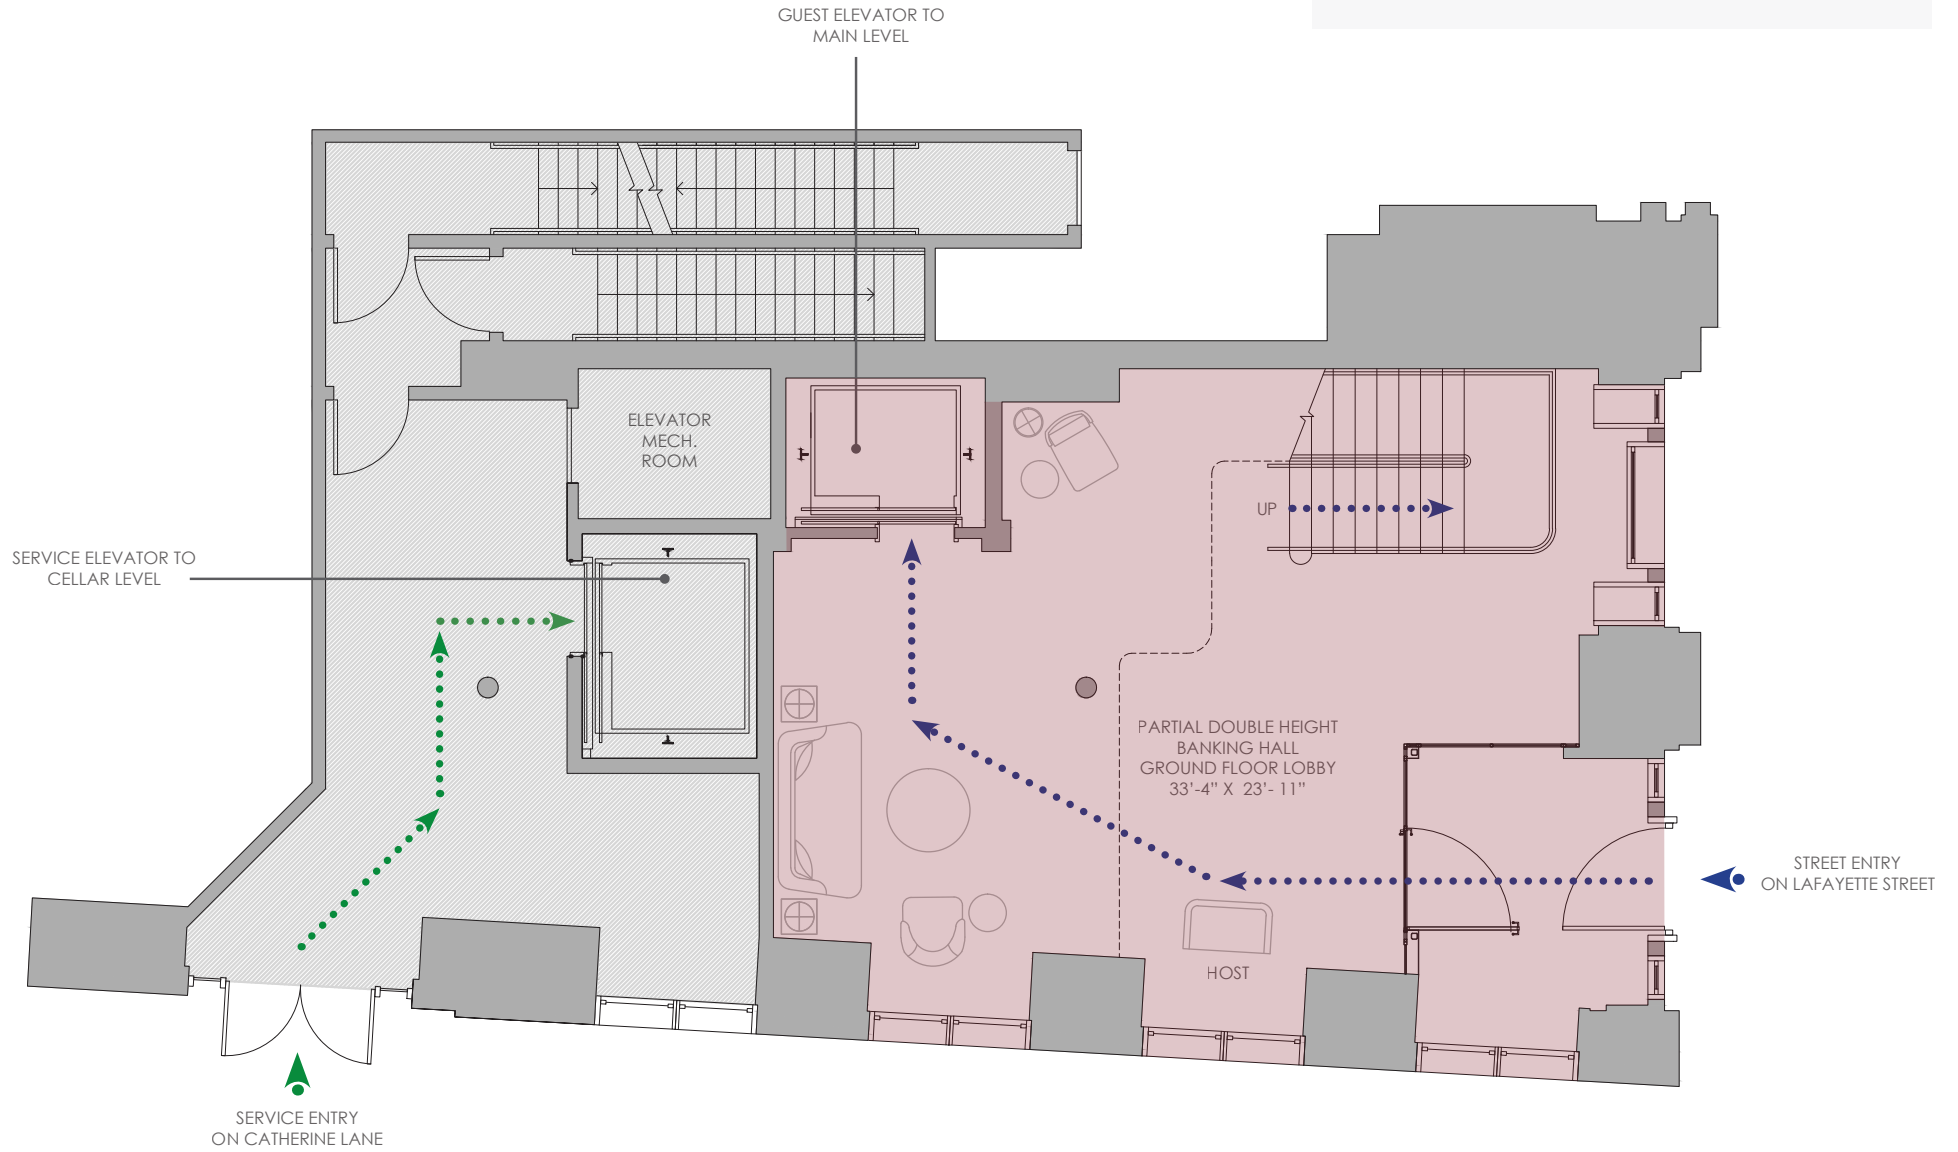 GUEST ELEVATOR TO
MAIN LEVEL
ELEVATOR
MECH.
ROOM
UP
SERVICE ELEVATOR TO
CELLAR LEVEL
PARTIAL DOUBLE HEIGHT
BANKING HALL
GROUND FLOOR LOBBY
33'-4" X 23'- 11"
STREET ENTRY
ON LAFAYETTE STREET
HOST
SERVICE ENTRY
ON CATHERINE LANE